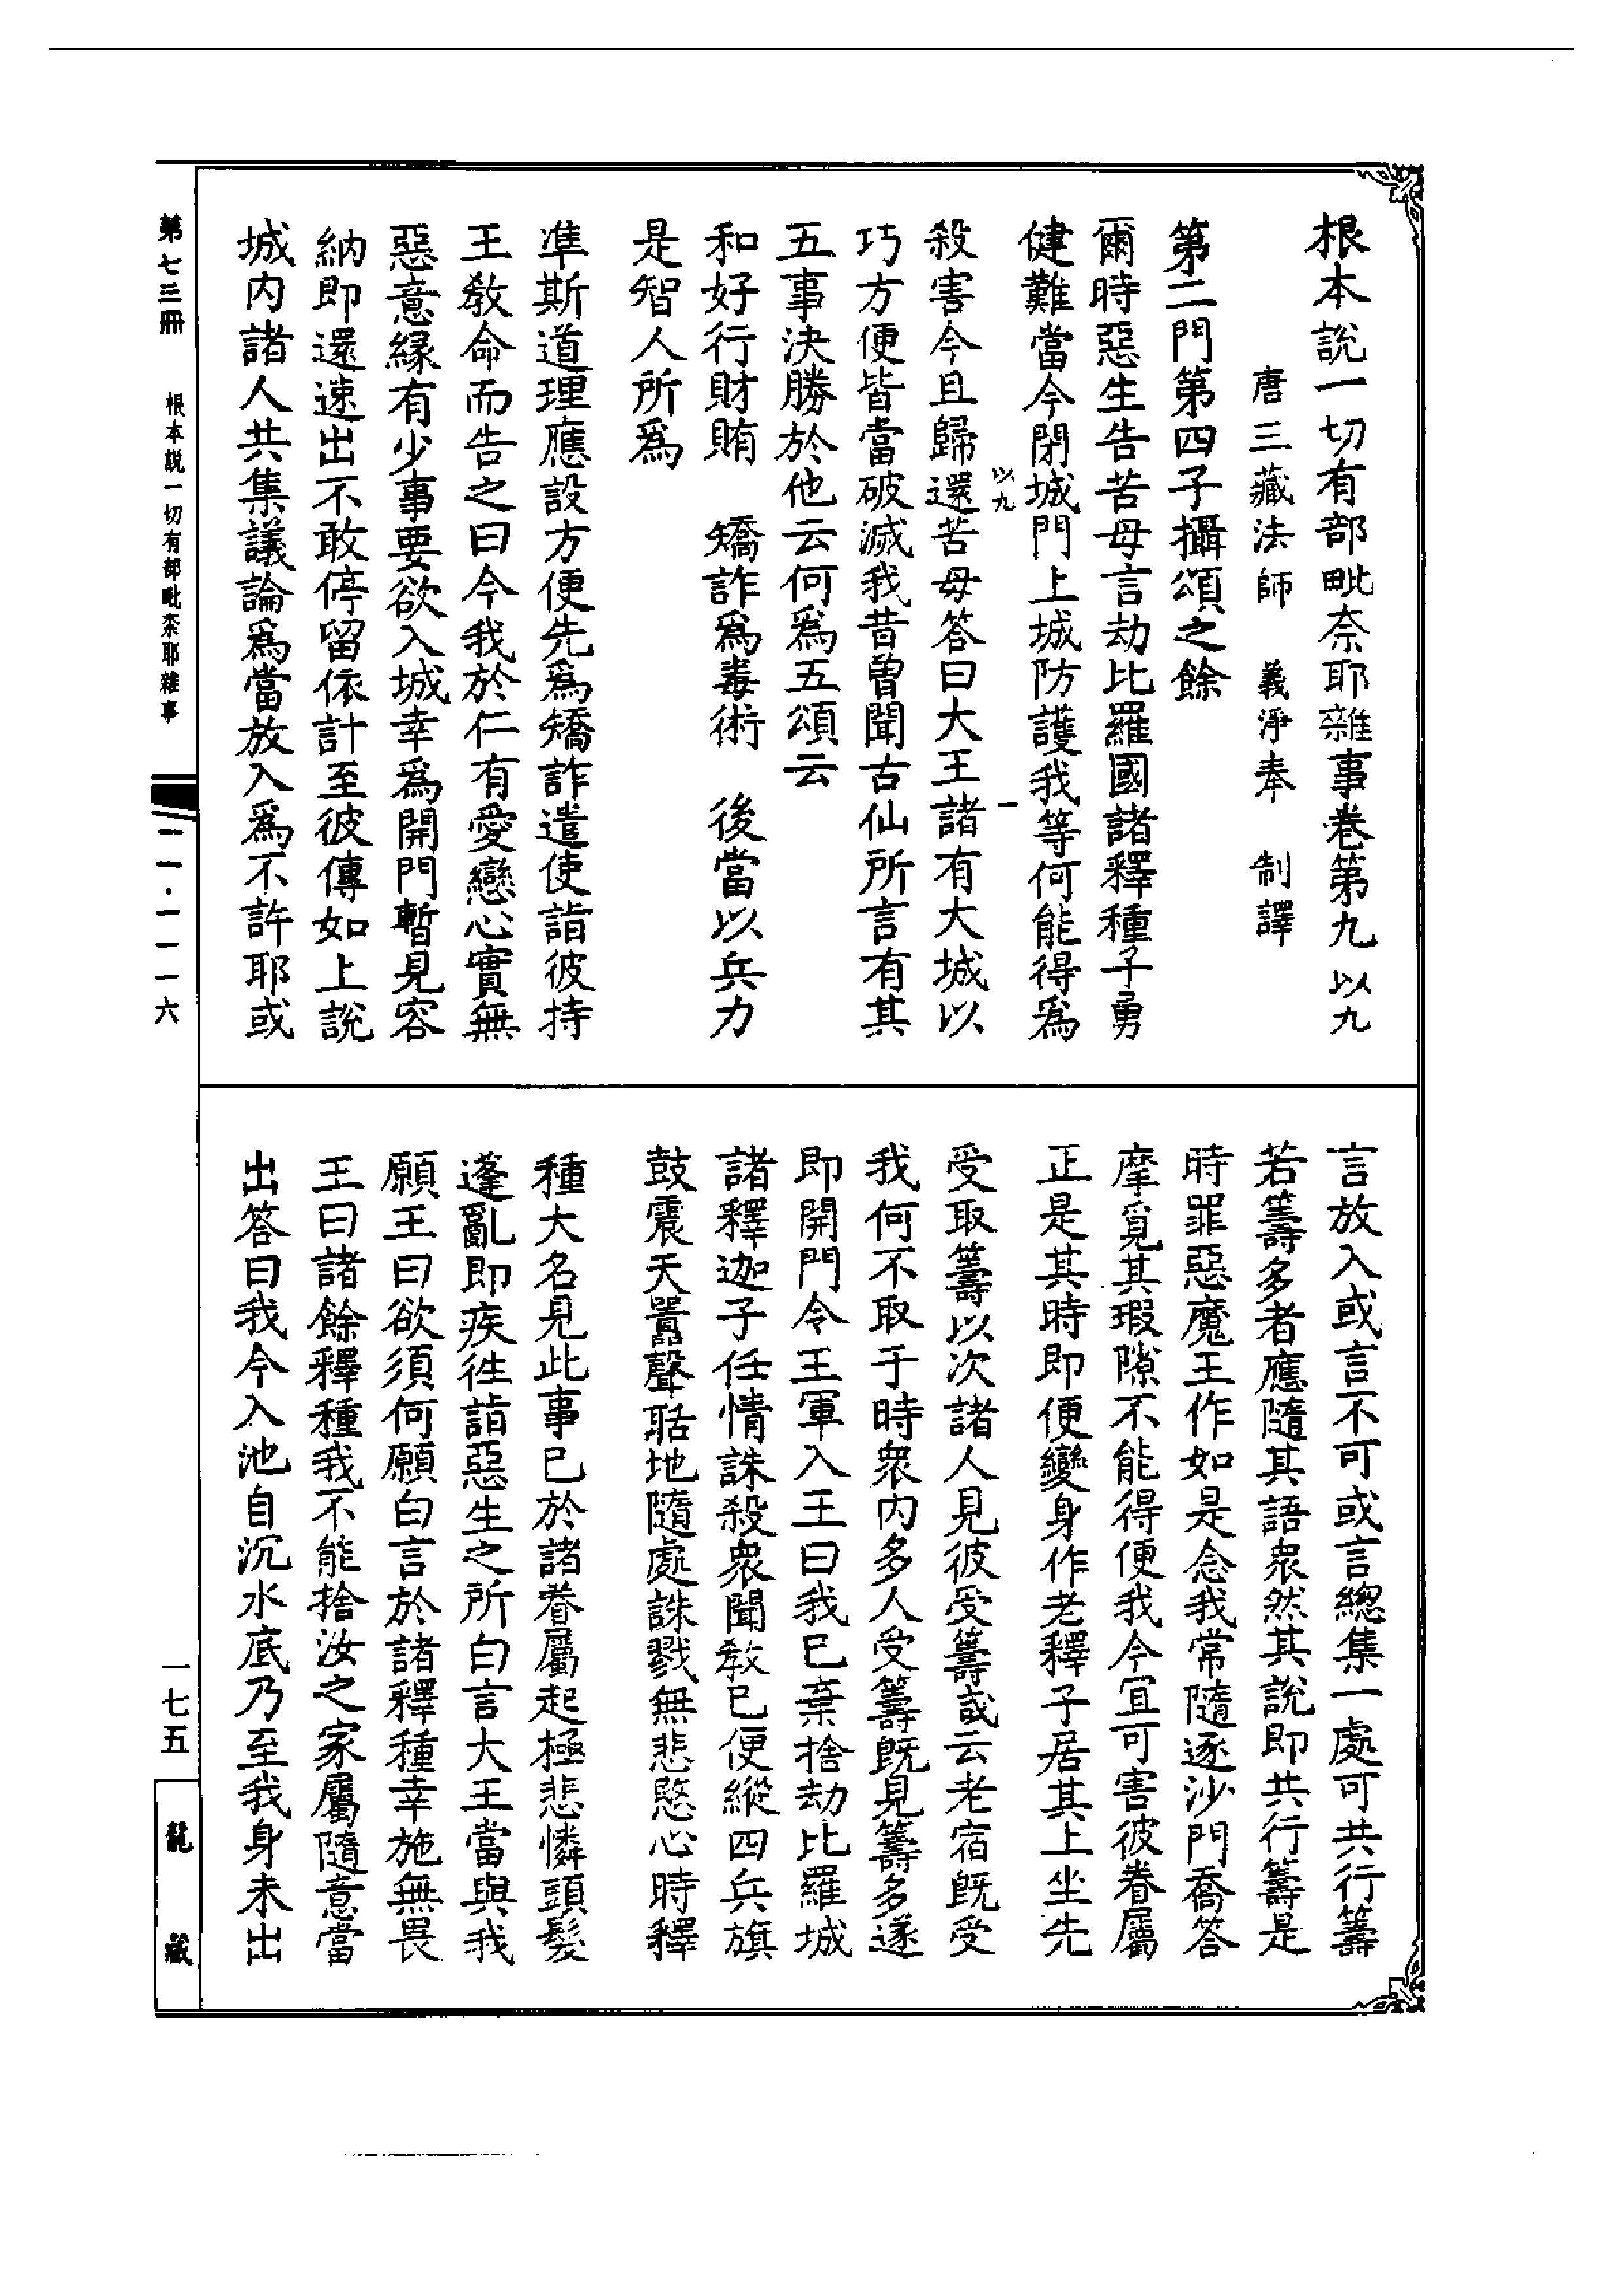 根本說一切有部毗奈耶雜事卷第九 以九
唐三藏法師 義淨奉 制譯
第二門第四子攝頌之餘
爾時惡生告苦母言劫比羅國諸釋種子勇
健難當今閉城門上城防護我等何能得爲
以九 一
殺害今且歸還苦母答曰大王諸有大城以
巧方便皆當破滅我昔曾聞古仙所言有其
五事決勝於他云何爲五頌云
和好行財賄 矯詐爲毒術 後當以兵力
是智人所爲
準斯道理應設方便先爲矯詐遣使詣彼持
王教命而告之曰今我於仁有愛戀心實無
惡意緣有少事要欲入城幸爲開門暫見容
納即還速出不敢停留依計至彼傳如上說
城內諸人共集議論爲當放入爲不許耶或
言放入或言不可或言總集一處可共行籌
若籌多者應隨其語衆然其說即共行籌是
時罪惡魔王作如是念我常隨逐沙門喬答
摩覓其瑕隙不能得便我今宜可害彼眷屬
正是其時即便變身作老釋子居其上坐先
受取籌以次諸人見彼受籌或云老宿既受
我何不取于時衆內多人受籌既見籌多遂
即開門令王軍入王曰我已棄捨劫比羅城
諸釋迦子任情誅殺衆聞教已便縱四兵旗
鼓震天嚻聲聒地隨處誅戮無悲愍心時釋
種大名見此事已於諸眷屬起極悲憐頭髮
蓬亂即疾往詣惡生之所白言大王當與我
願王曰欲須何願白言於諸釋種幸施無畏
王曰諸餘釋種我不能捨汝之家屬隨意當
出答曰我今入池自沉水底乃至我身未出
第七三冊 根本說一切有部毗奈耶雜事
一一·一一一六
一七五
龍藏